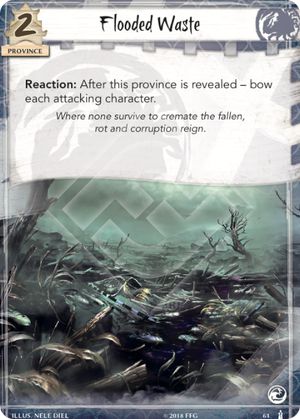 Flooded Waste
2
PROVINCE
Reaction: After this province is revealed – bow
each attacking character.
Where none survive to cremate the fallen,
rot and corruption reign.
ILLUS. NELE DIEL
©2018 FFG
61